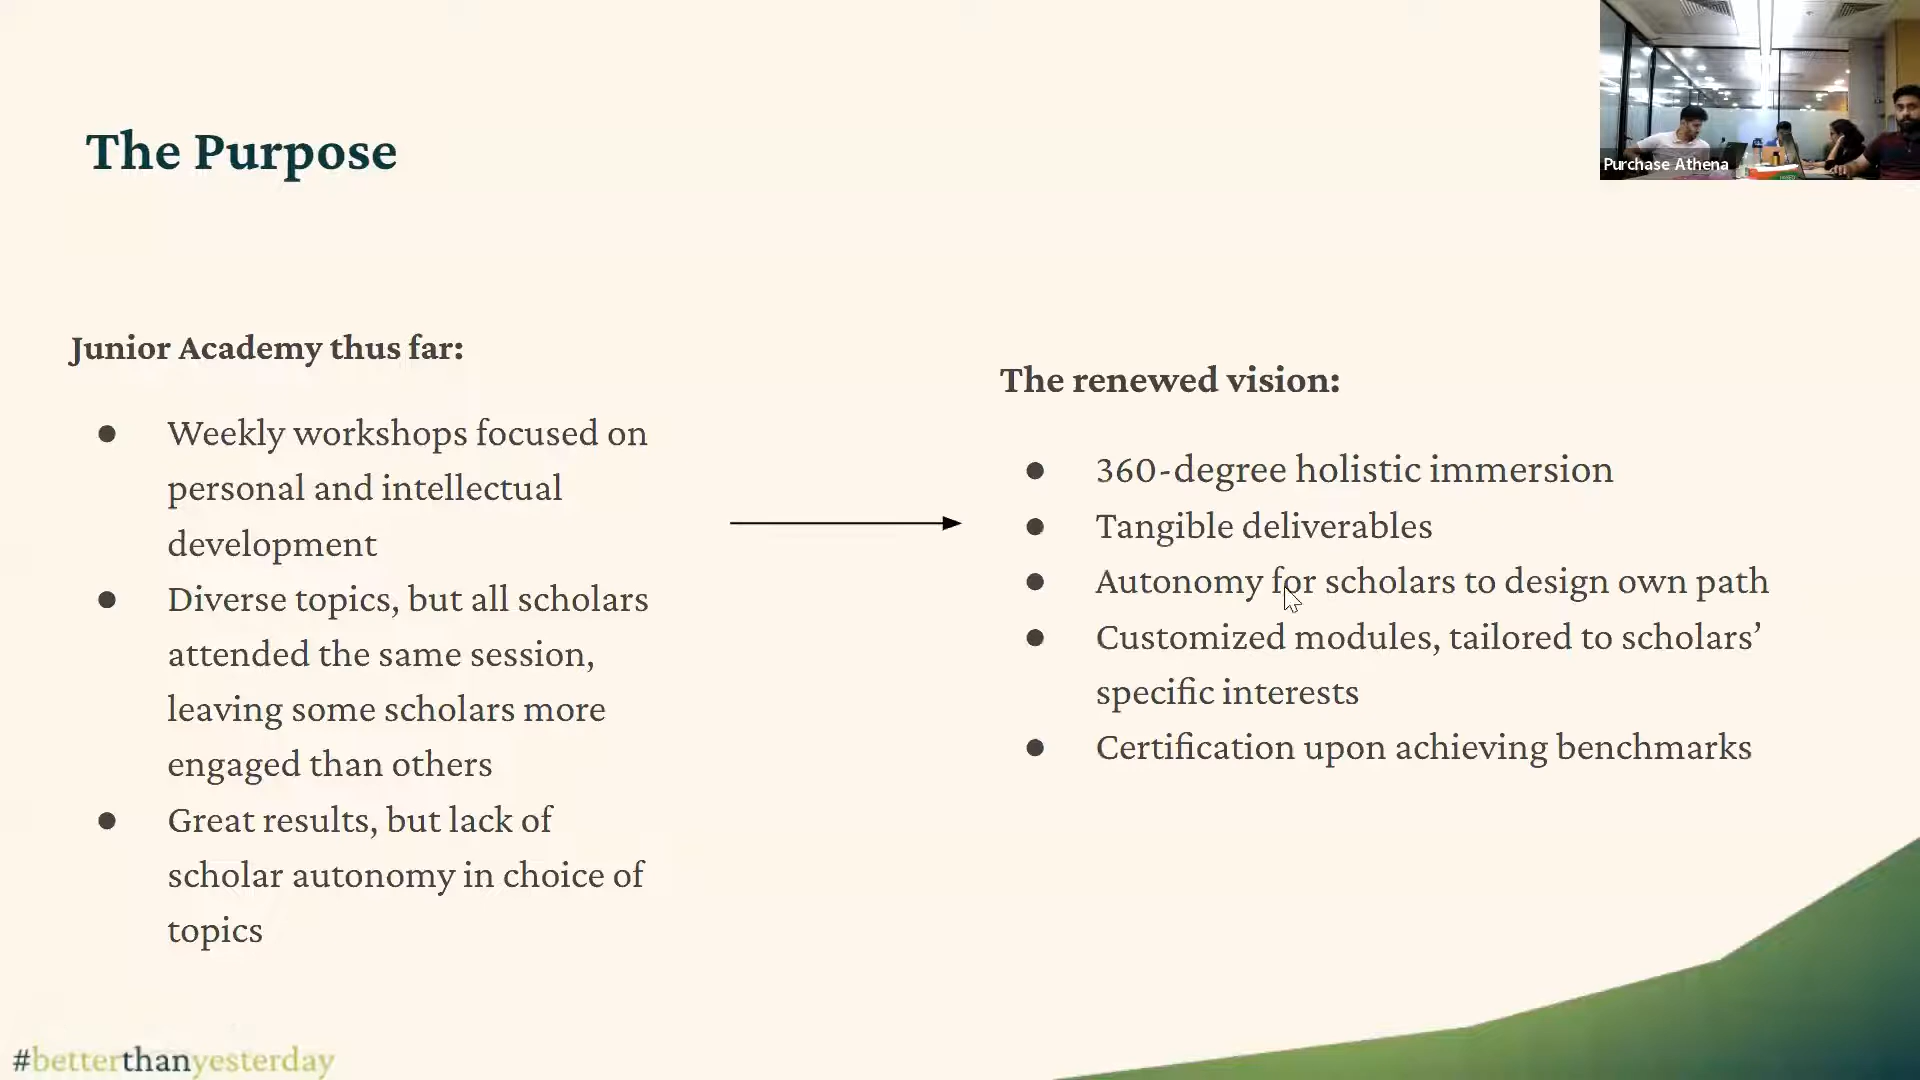 Purchase Athena
The Purpose
Junior Academy thus far:
● Weekly workshops focused on
personal and intellectual
development
● Diverse topics, but all scholars
attended the same session,
leaving some scholars more
engaged than others
● Great results, but lack of
scholar autonomy in choice of
topics
The renewed vision:
● 360-degree holistic immersion
● Tangible deliverables
● Autonomy for scholars to design own path
● Customized modules, tailored to scholars’
specific interests
● Certification upon achieving benchmarks
#betterthanyesterday